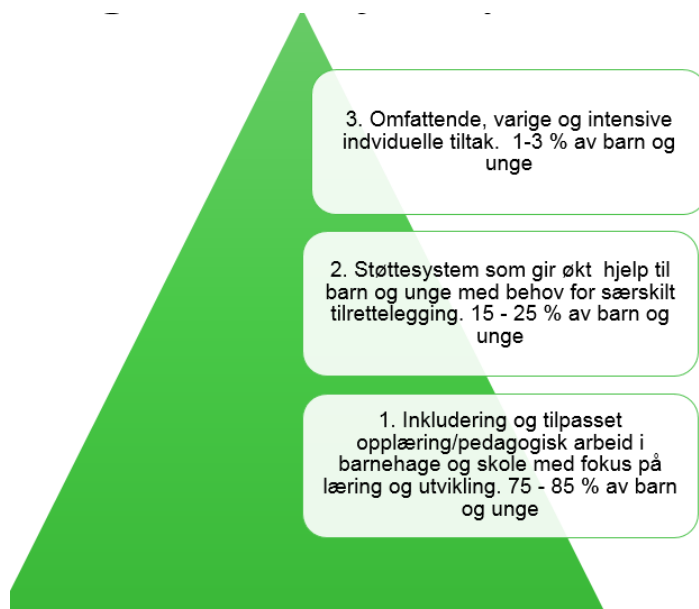 3. Omfattende, varige og intensive
indviduelle tiltak. 1-3 % av barn og
unge
2. Støttesystem som gir økt hjelp til
barn og unge med behov for særskilt
tilrettelegging. 15 - 25 % av barn og
unge
1. Inkludering og tilpasset
opplæring/pedagogisk arbeid i
barnehage og skole med fokus på
læring og utvikling. 75 - 85 % av barn
og unge